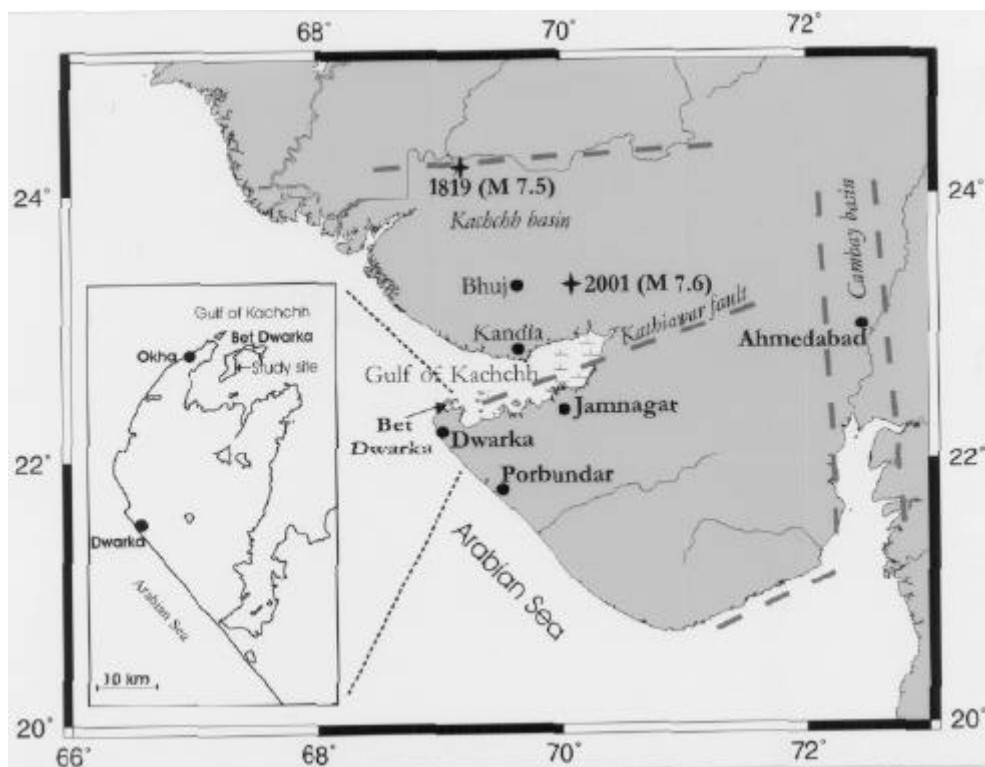 68°
70°
72°
24°
24°
1819 (M 7.5)
Kachchh basin
Cambay basin
Bhuj
2001 (M 7.6)
Kathiawar fault
Kandla
Ahmedabad
Gulf of Kachchh
Bet
Dwarka
Jamnagar
Dwarka
22°
22°
Porbundar
Arabian Sea
Gulf of Kachchh
Bet Dwarka
Okha
Study site
Dwarka
Arabian Sea
10 km
20°
20°
66°
68°
70°
72°